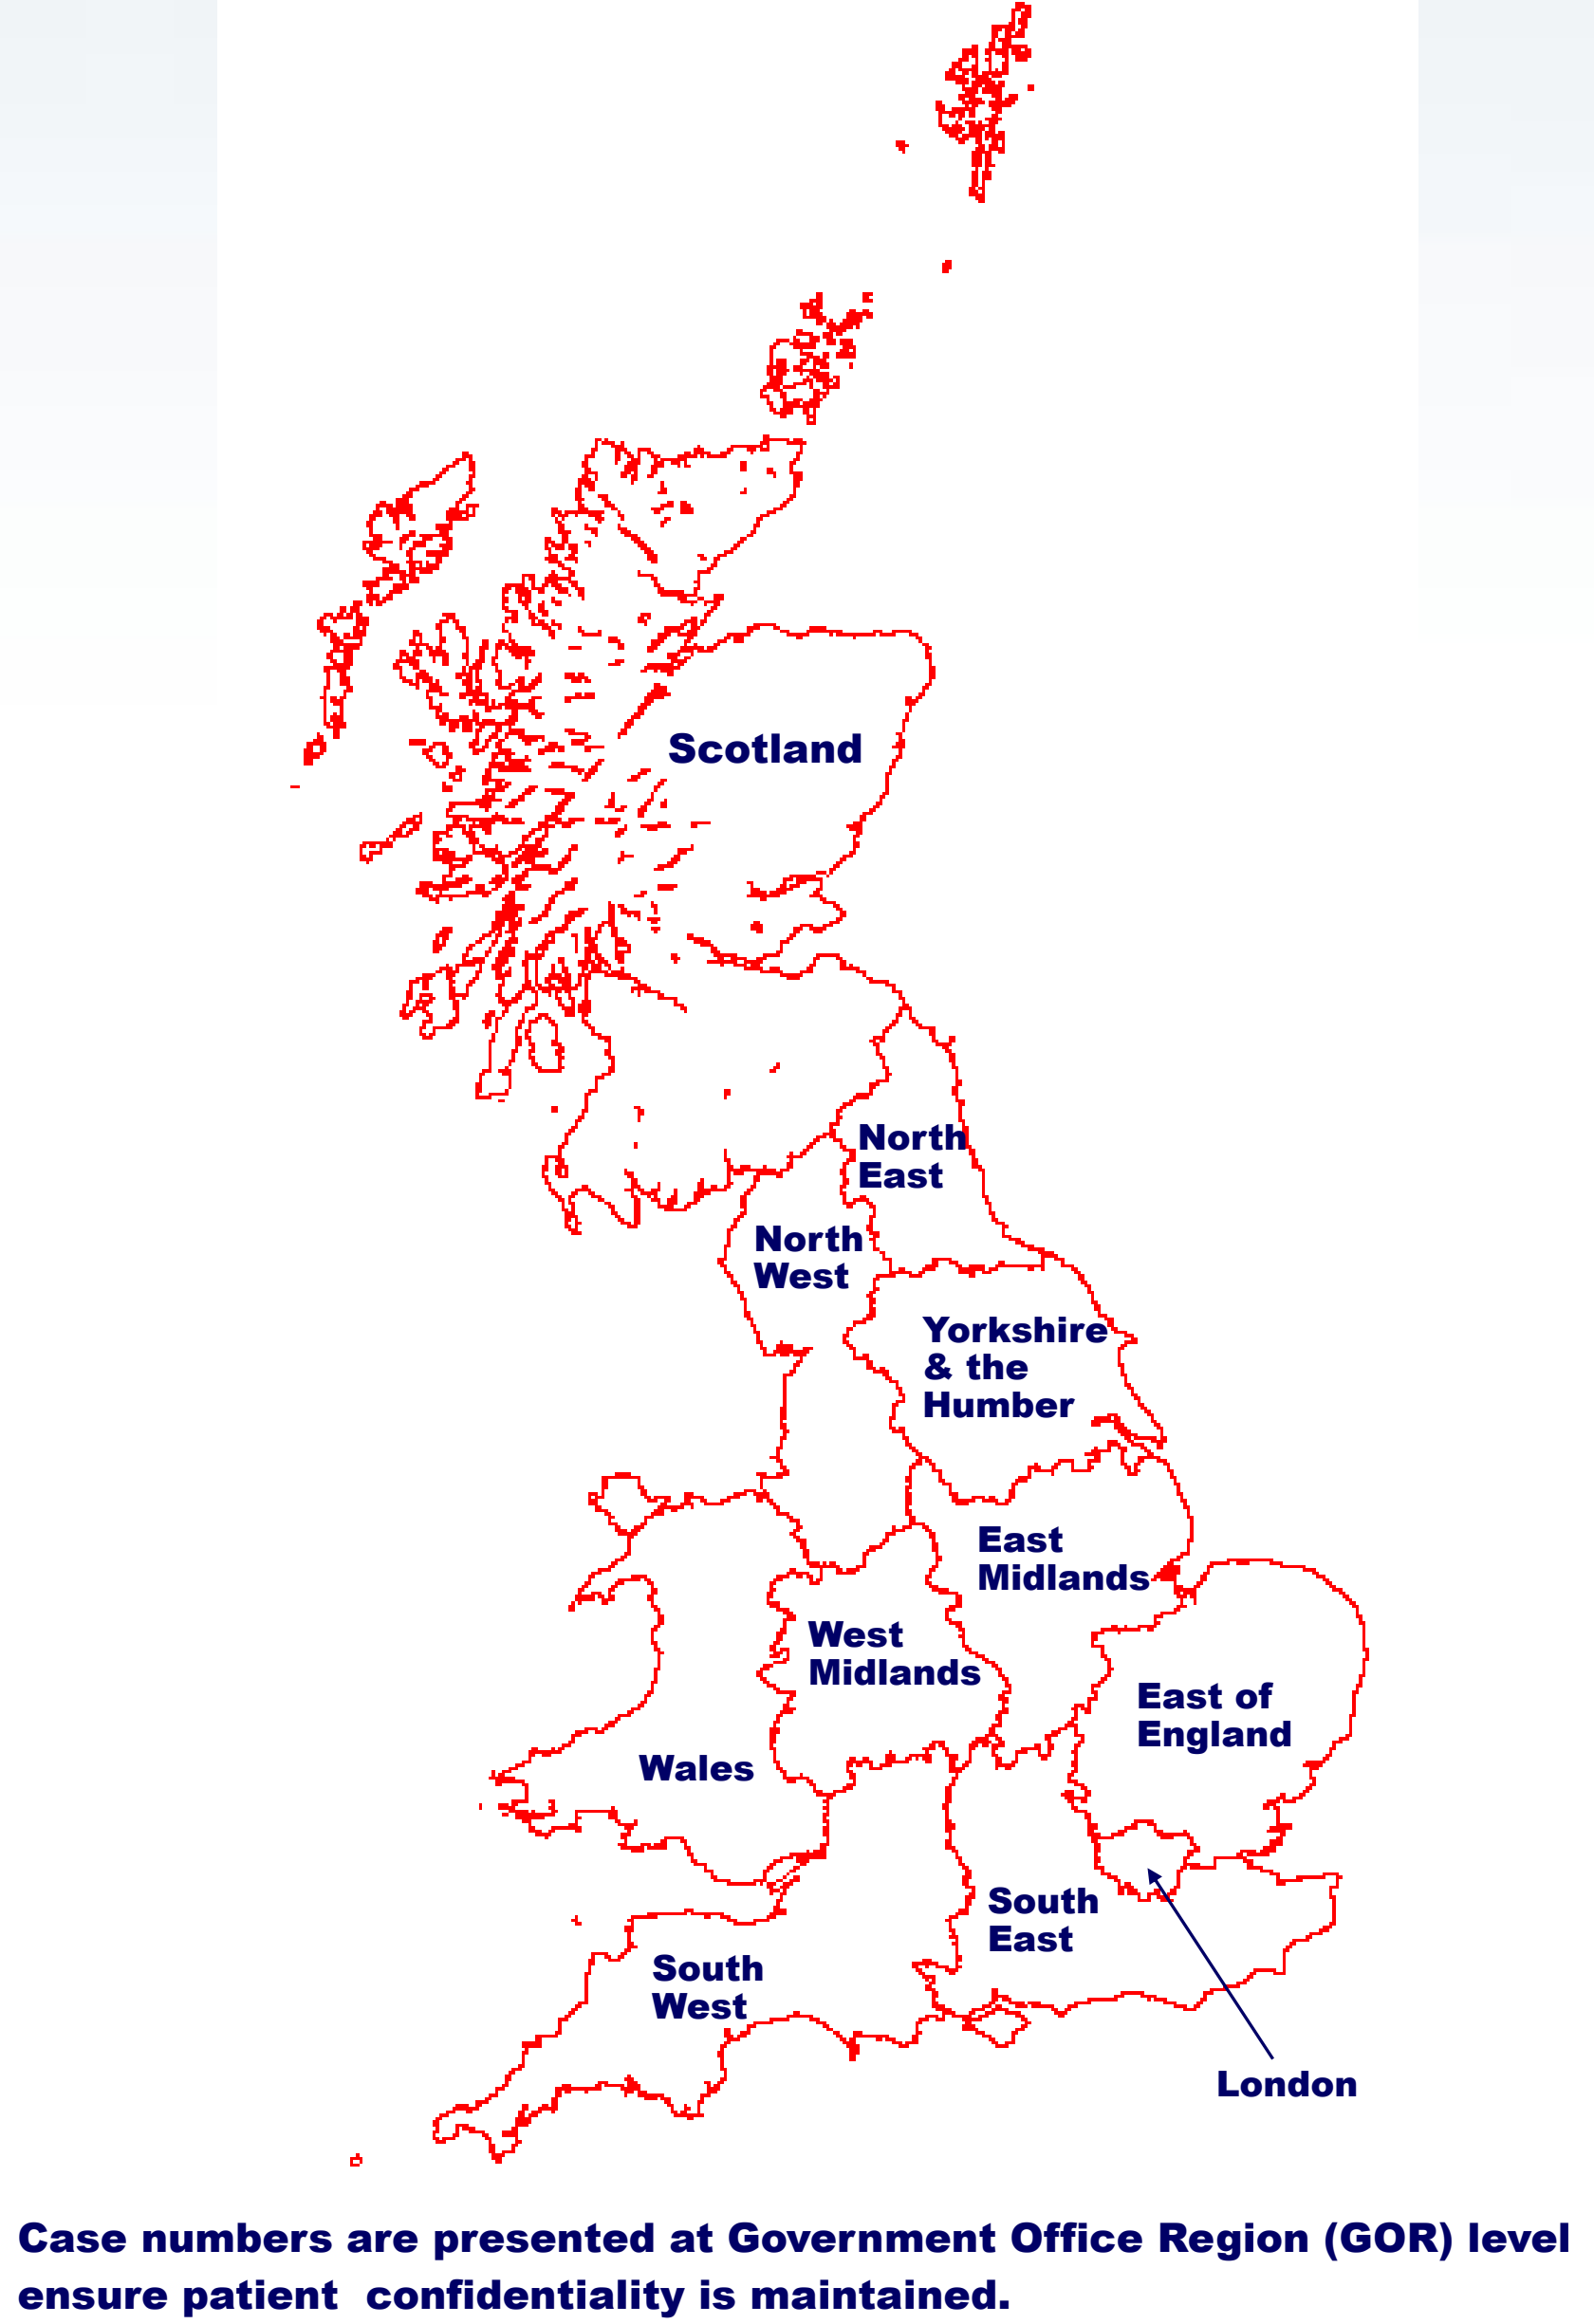 Scotland
North
East
North
West
Yorkshire
& the
Humber
East
Midlands
West
Midlands
East of
England
Wales
South
East
South
West
London
Case numbers are presented at Government Office Region (GOR) level
ensure patient  confidentiality is maintained.